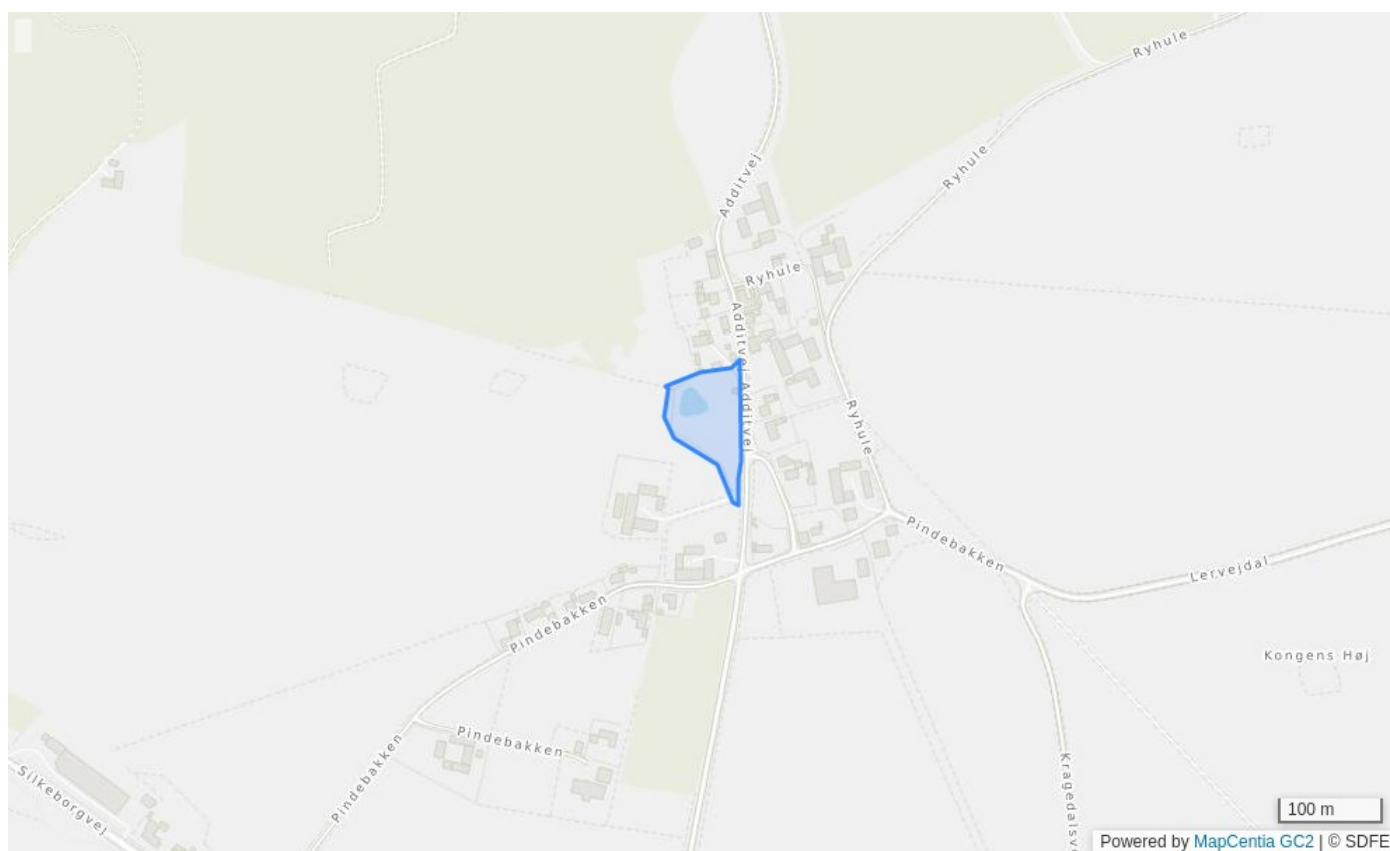 Ryhule
Additvej
Ryhule
Ryhule
Additvej
Additvej
Ryhule
Pindebakken
Lervejdal
Pindebakken
Kongens Høj
Pindebakken
Pindebakken
Silkeborgvej
Kragedalsv
100 m
Powered by MapCentia GC2 | © SDFE